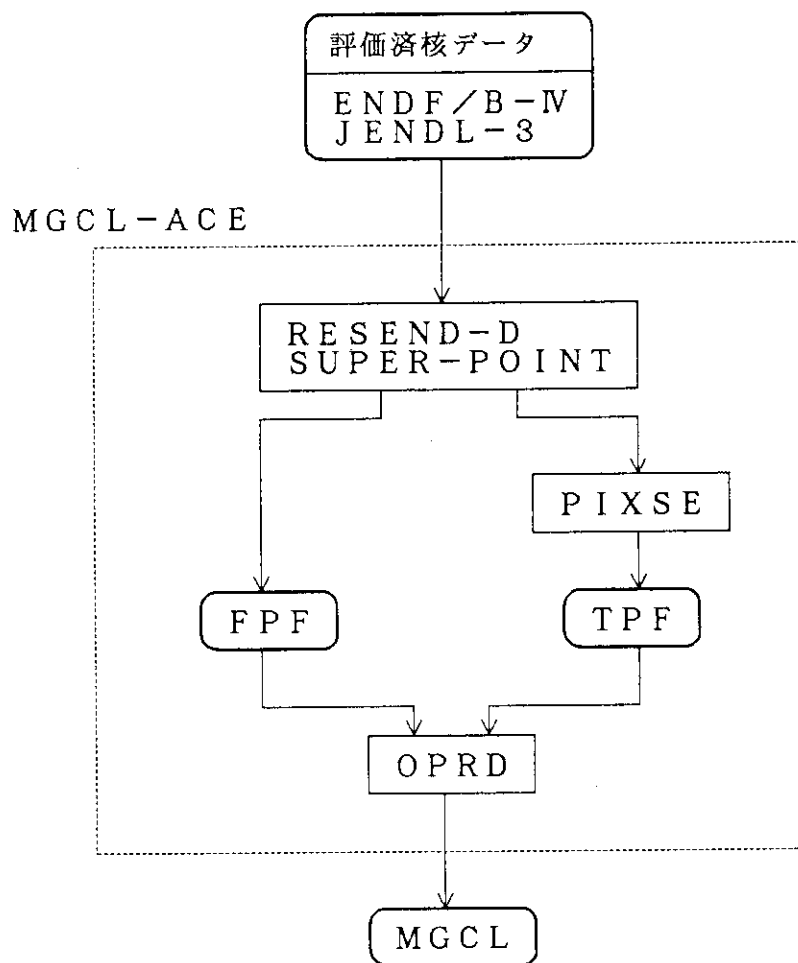 評価済核データ
ENDF/B-Ⅳ
JENDL-3
MGCL-ACE
RESEND-D
SUPER-POINT
PIXSE
FPF
TPF
OPRD
MGCL